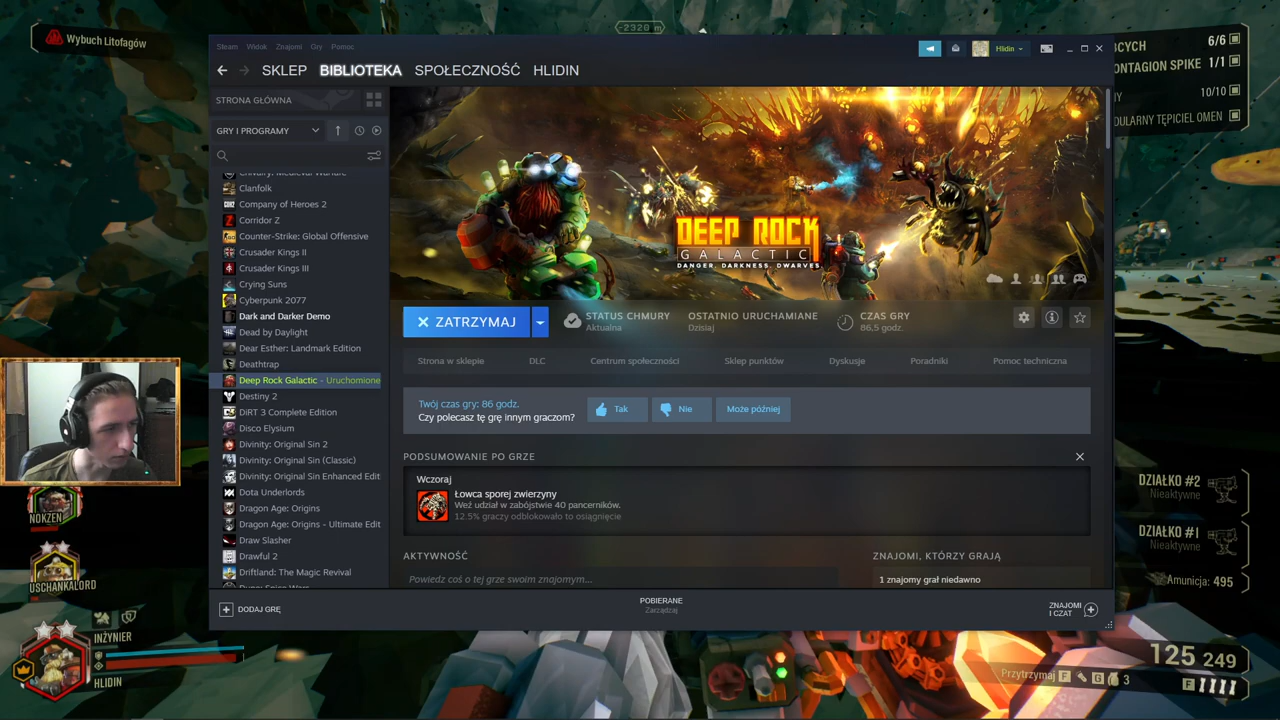 Wybuch Litofagów
-2320 m
6/6
CONTAGION SPIKE 1/1
10/10
TĘPICIEL OMEN
Steam Widok Znajomi Gry Pomoc
Hlidin
SKLEP BIBLIOTEKA SPOŁECZNOŚĆ HLIDIN
STRONA GŁÓWNA
GRY I PROGRAMY
Clanfolk
Company of Heroes 2
Corridor Z
Counter-Strike: Global Offensive
Crusader Kings II
Crusader Kings III
Crying Suns
Cyberpunk 2077
Dark and Darker Demo
Dead by Daylight
Dear Esther: Landmark Edition
Deathtrap
Deep Rock Galactic - Uruchomione
Destiny 2
DiRT 3 Complete Edition
Disco Elysium
Divinity: Original Sin 2
Divinity: Original Sin (Classic)
Divinity: Original Sin Enhanced Edit
Dota Underlords
Dragon Age: Origins
Dragon Age: Origins - Ultimate Edit
Draw Slasher
Drawful 2
Driftland: The Magic Revival
DEEP ROCK
GALACTIC
DANGER. DARKNESS. DWARVES.
ZATRZYMAJ
STATUS CHMURY
Aktualna
OSTATNIO URUCHAMIANE
Dzisiaj
CZAS GRY
86,5 godz.
Strona w sklepie DLC Centrum społeczności Sklep punktów Dyskusje Poradniki Pomoc techniczna
Twój czas gry: 86 godz.
Czy polecasz tę grę innym graczom?
Tak Nie Może później
PODSUMOWANIE PO GRZE
Wczoraj
Łowca sporej zwierzyny
Weź udział w zabójstwie 40 pancerników.
12.5% graczy odblokowało to osiągnięcie
AKTYWNOŚĆ
Powiedz coś o tej grze swoim znajomym...
ZNAJOMI, KTÓRZY GRAJĄ
1 znajomy grał niedawno
DODAJ GRĘ
POBIERANE
Zarządzaj
ZNAJOMI
I CZAT
DZIAŁKO #2
Nieaktywne
DZIAŁKO #1
Nieaktywne
Amunicja: 495
NOKZEN
USCHANKALORD
INŻYNIER
HLIDIN
125 249
Przytrzymaj F G 3
F